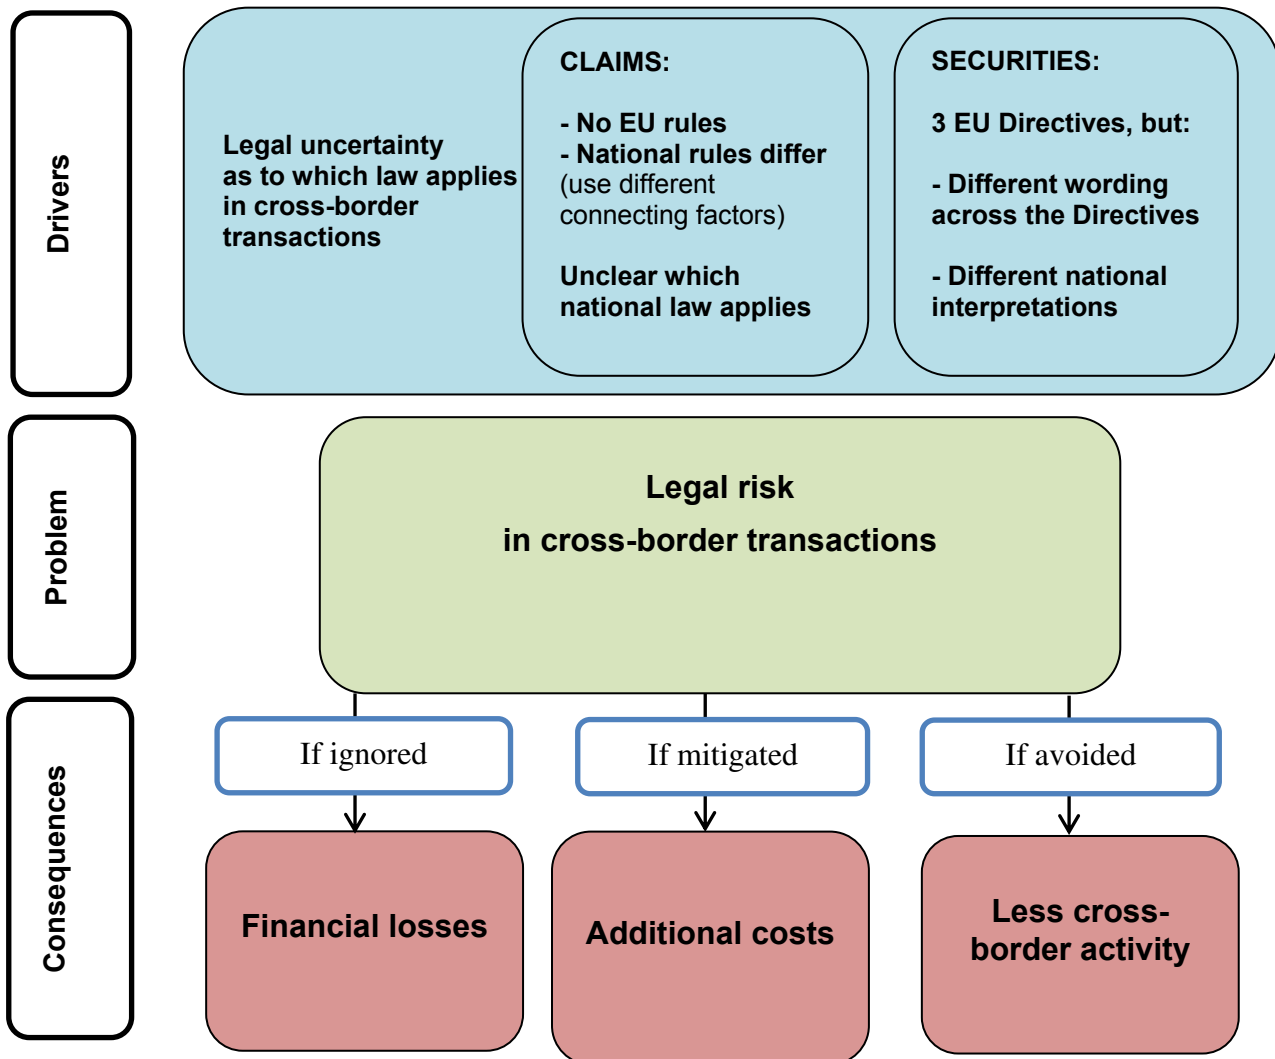 Drivers
Legal uncertainty
as to which law applies
in cross-border
transactions
CLAIMS:
- No EU rules
- National rules differ
(use different
connecting factors)
Unclear which
national law applies
SECURITIES:
3 EU Directives, but:
- Different wording
across the Directives
- Different national
interpretations
Problem
Legal risk
in cross-border transactions
Consequences
If ignored
If mitigated
If avoided
Financial losses
Additional costs
Less cross-
border activity